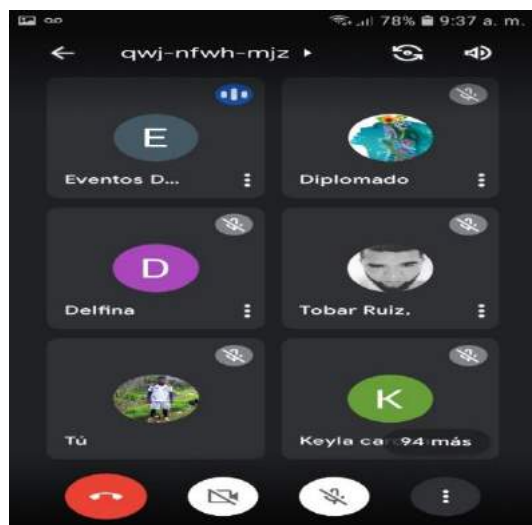 78% 9:37 a. m.
qwj-nfwh-mjz
E
Eventos D...
Diplomado
D
Delfina
Tobar Ruiz.
Tú
K
Keyla ca
94 más